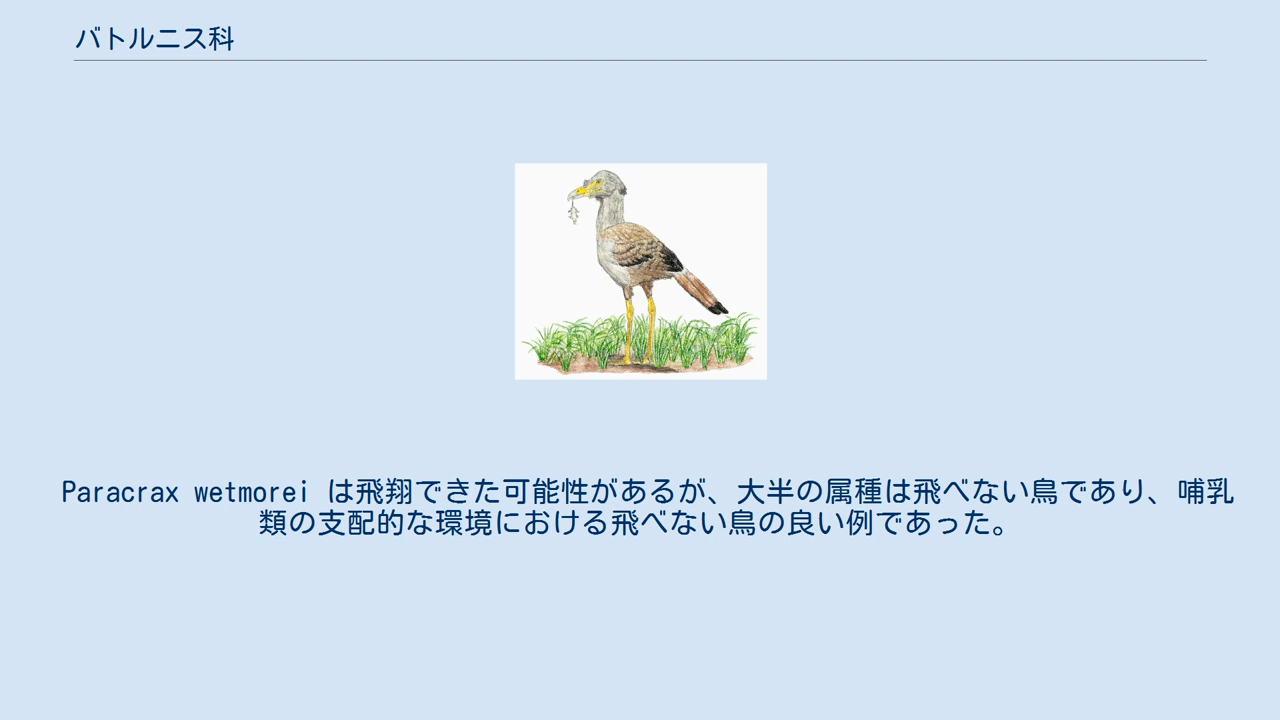 バトルニス科
Paracrax wetmorei は飛翔できた可能性があるが、大半の属種は飛べない鳥であり、哺乳
類の支配的な環境における飛べない鳥の良い例であった。